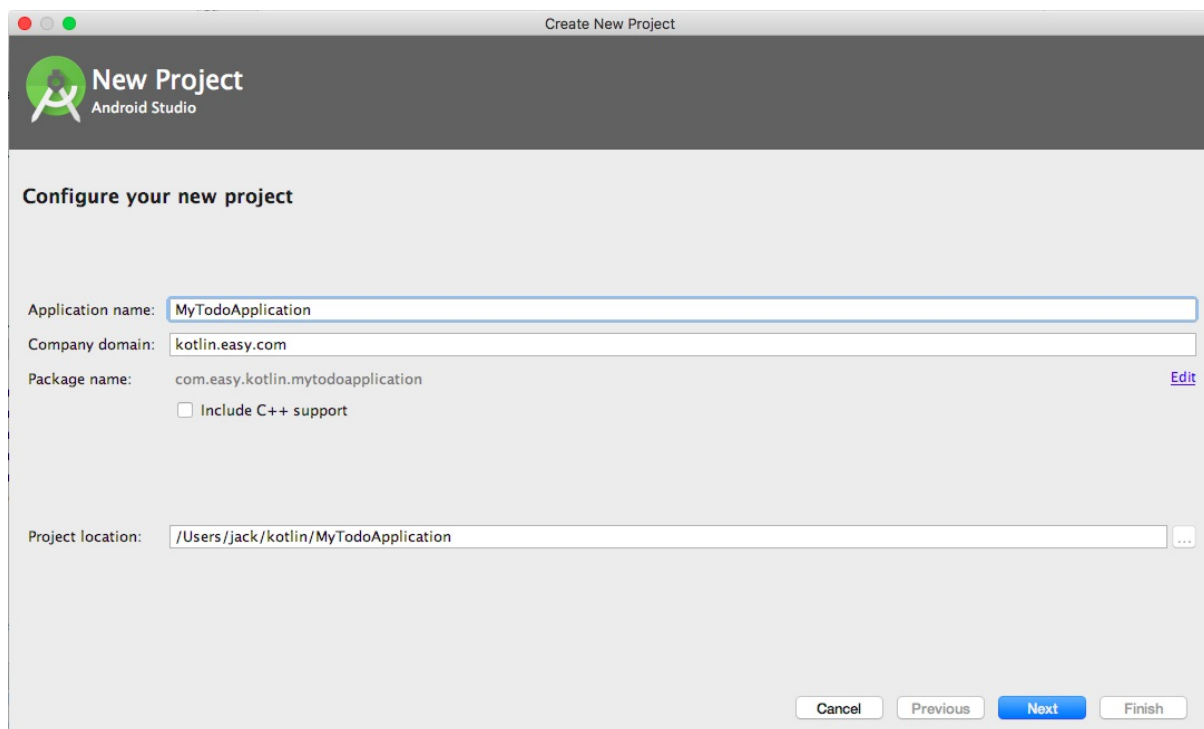 Create New Project
New Project
Android Studio
Configure your new project
Application name: MyTodoApplication
Company domain: kotlin.easy.com
Package name: com.easy.kotlin.mytodoapplication Edit
Include C++ support
Project location: /Users/jack/kotlin/MyTodoApplication ...
Cancel Previous Next Finish